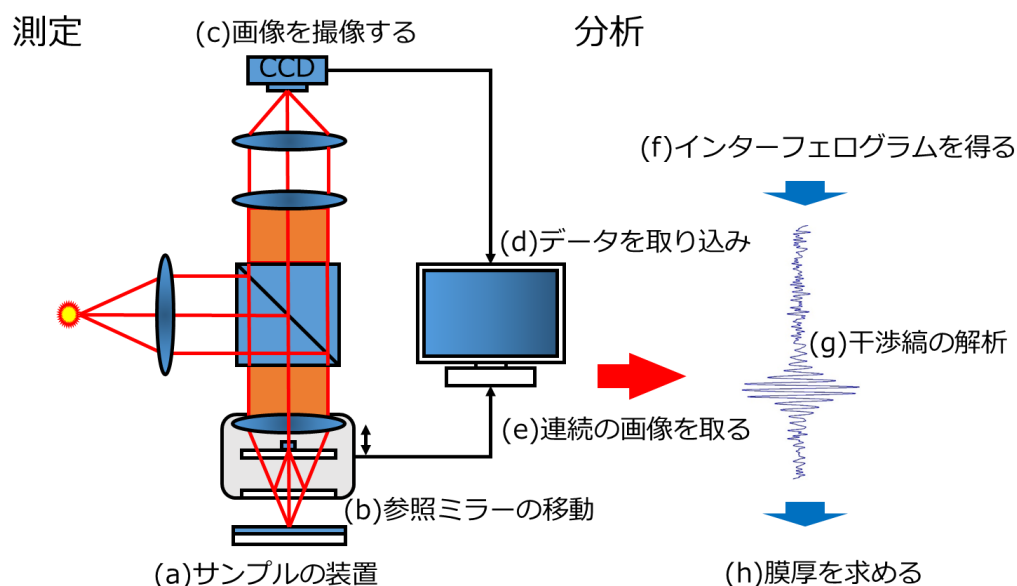 測定
(c)画像を撮像する
分析
CCD
(f)インターフェログラムを得る
(d)データを取り込み
(g)干渉縞の解析
(e)連続の画像を取る
(b)参照ミラーの移動
(a)サンプルの装置
(h)膜厚を求める